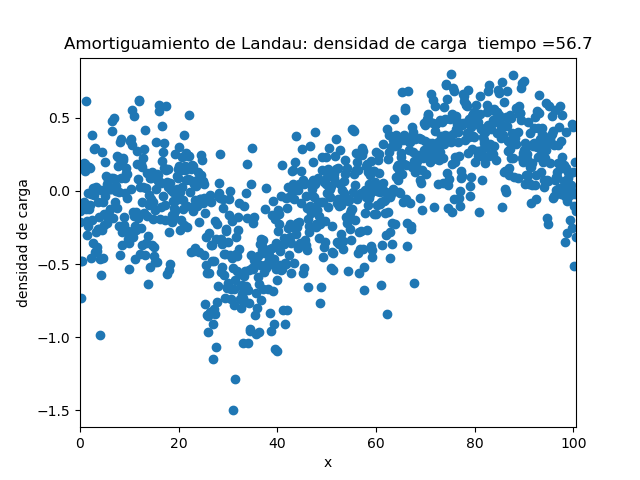 Amortiguamiento de Landau: densidad de carga  tiempo =56.7
densidad de carga
0.5
0.0
−0.5
−1.0
−1.5
0 20 40 60 80 100
x